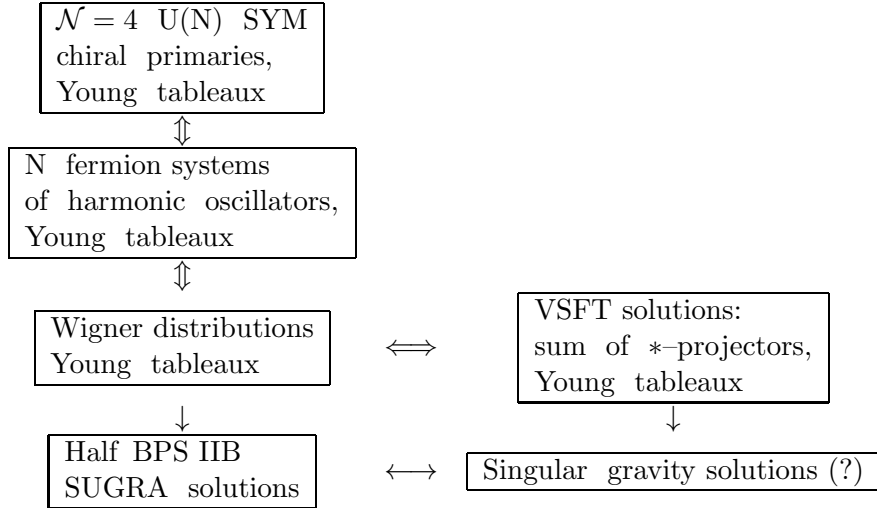 𝒩 = 4 U(N) SYM
chiral primaries,
Young tableaux
⇕
N fermion systems
of harmonic oscillators,
Young tableaux
⇕
Wigner distributions
Young tableaux
⟺
VSFT solutions:
sum of ∗–projectors,
Young tableaux
↓
↓
Half BPS IIB
SUGRA solutions
⟷
Singular gravity solutions (?)